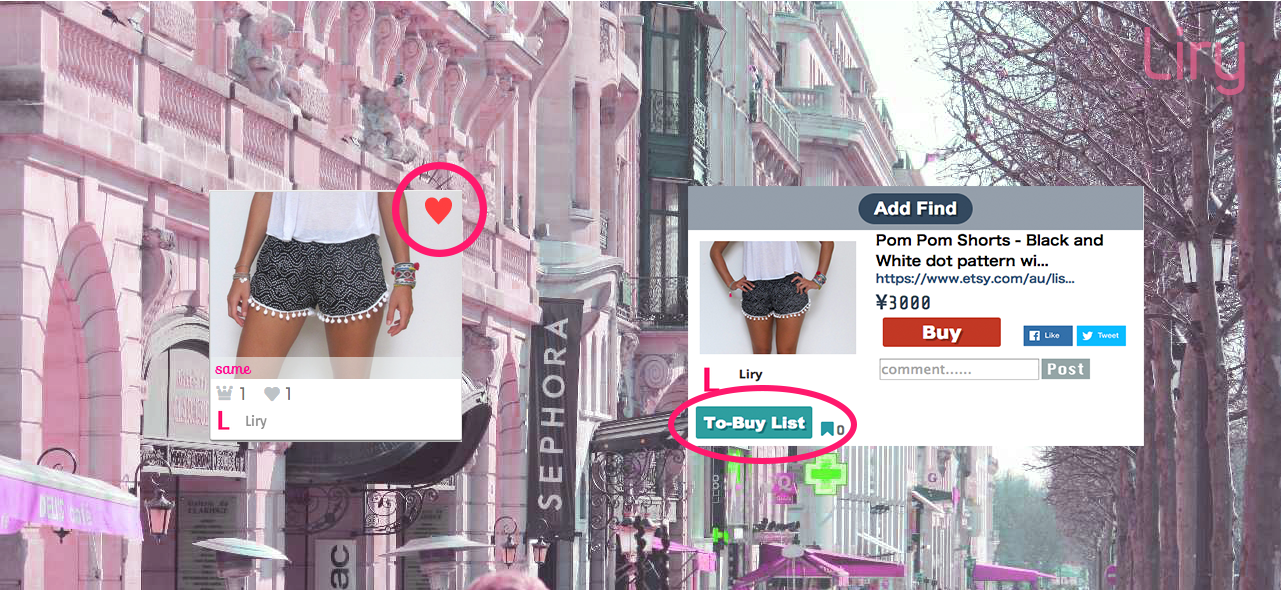 Liry
Add Find
Pom Pom Shorts - Black and
White dot pattern wi...
https://www.etsy.com/au/lis...
¥3000
Buy
Like
Tweet
comment......
Post
same
1
1
Liry
L
Liry
L
To-Buy List
0
SEPHORA